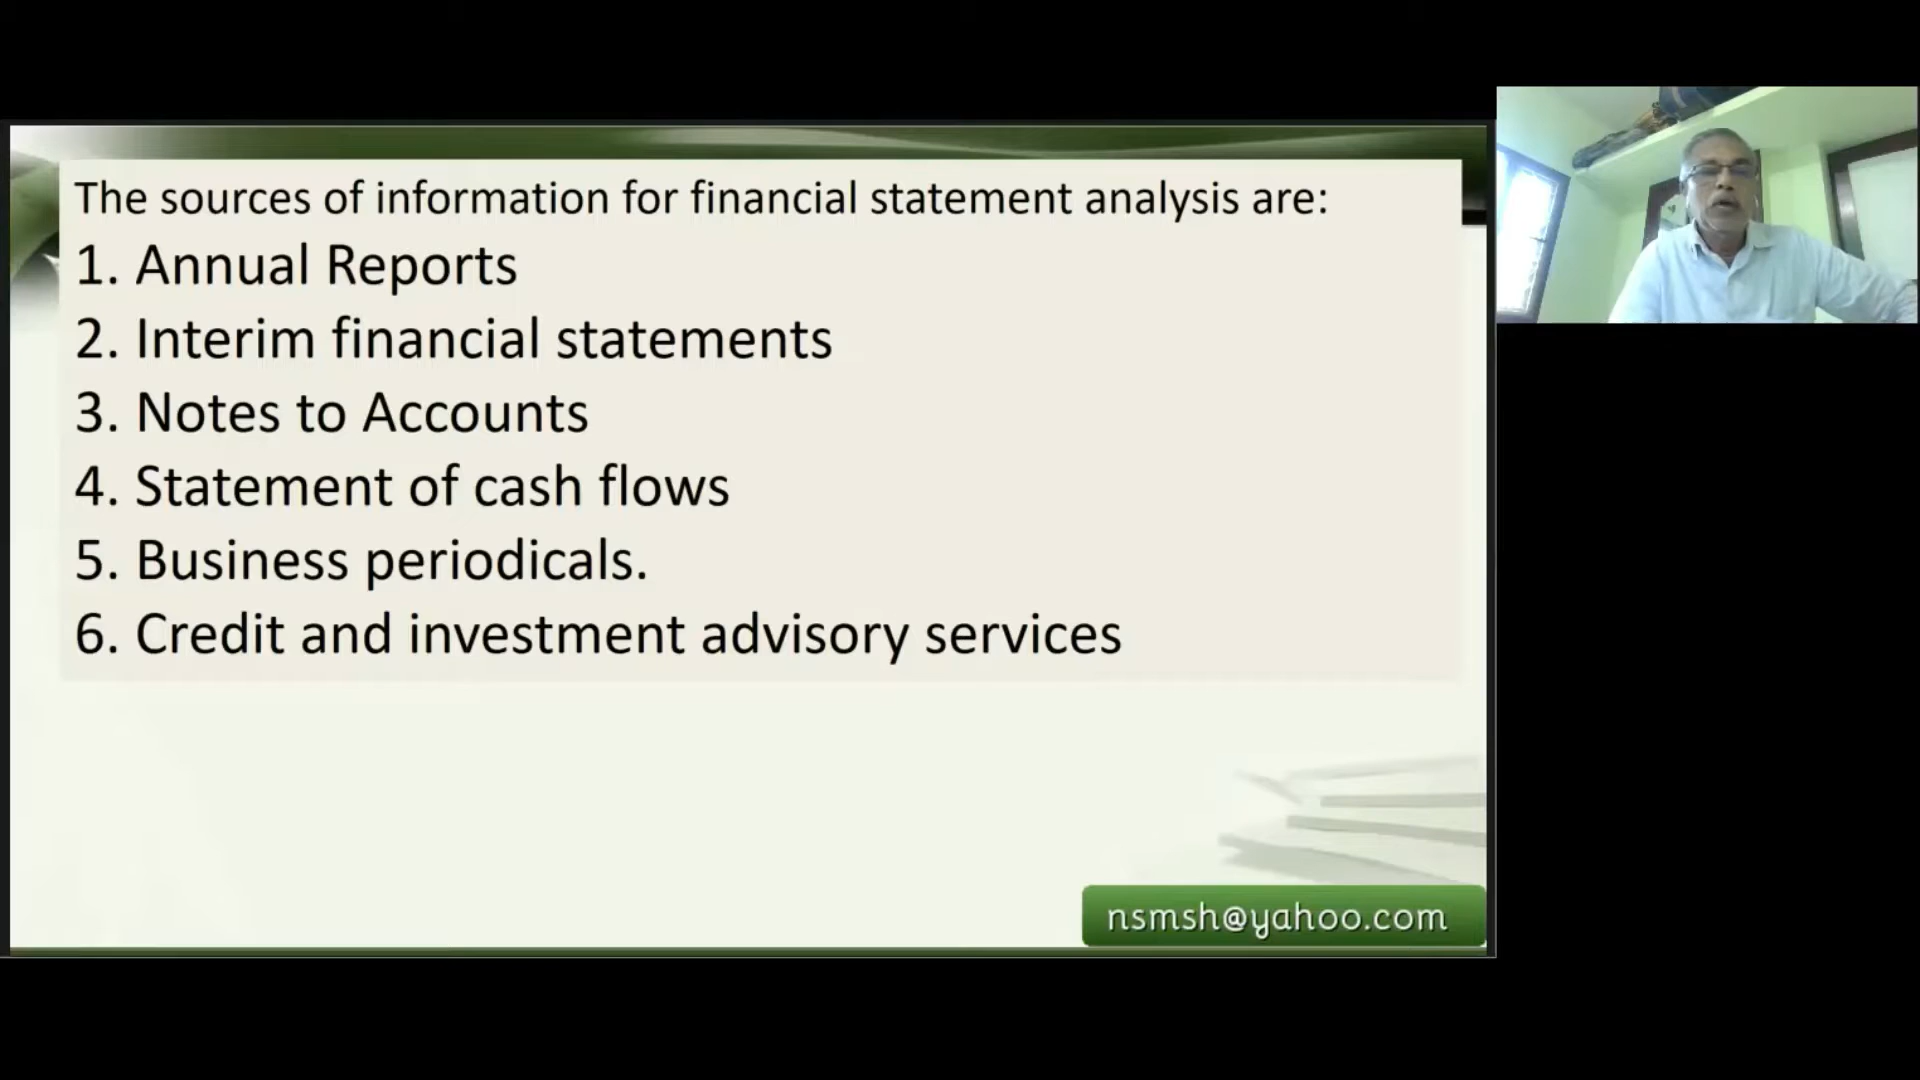 The sources of information for financial statement analysis are:
1. Annual Reports
2. Interim financial statements
3. Notes to Accounts
4. Statement of cash flows
5. Business periodicals.
6. Credit and investment advisory services
nsmsh@yahoo.com